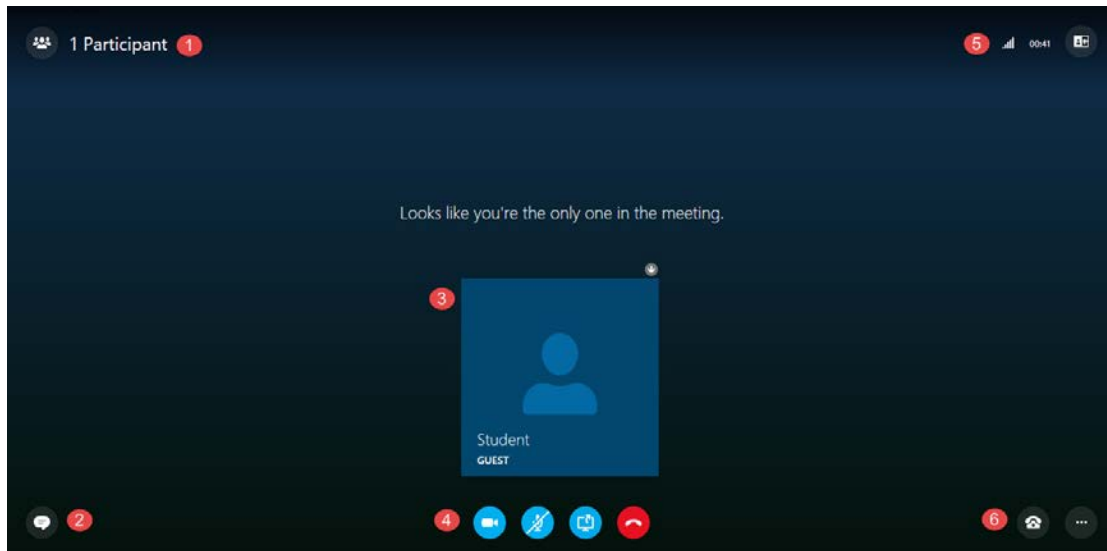 1 Participant 1
5 00:41
Looks like you're the only one in the meeting.
3
Student
GUEST
2
4
6